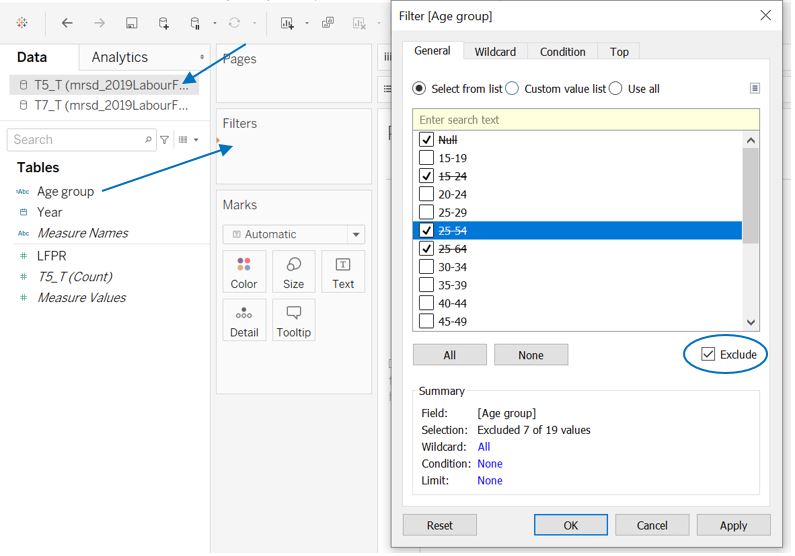 Data
Analytics
T5_T (mrsd_2019LabourF...
T7_T (mrsd_2019LabourF...
Search
Tables
Abc
Age group
Year
Abc
Measure Names
# LFPR
# T5_T (Count)
# Measure Values
Pages
Filters
Marks
T Automatic
Color
Size
T
Text
Detail
Tooltip
Filter [Age group]
General
Wildcard
Condition
Top
Select from list
Custom value list
Use all
Enter search text
Null
15-19
15-24
20-24
25-29
25-54
25-64
30-34
35-39
40-44
45-49
All
None
Exclude
Summary
Field: [Age group]
Selection: Excluded 7 of 19 values
Wildcard: All
Condition: None
Limit: None
Reset
OK
Cancel
Apply